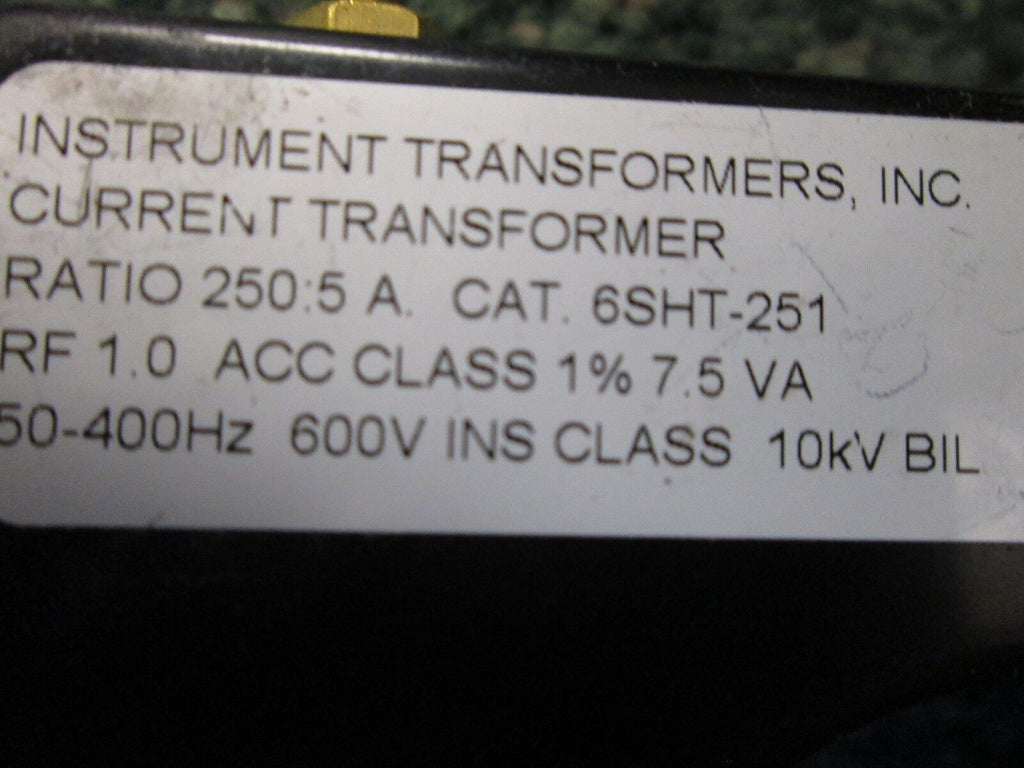 INSTRUMENT TRANSFORMERS, INC.
CURRENT TRANSFORMER
RATIO 250:5 A. CAT. 6SHT-251
RF 1.0 ACC CLASS 1% 7.5 VA
50-400Hz 600V INS CLASS 10kV BIL